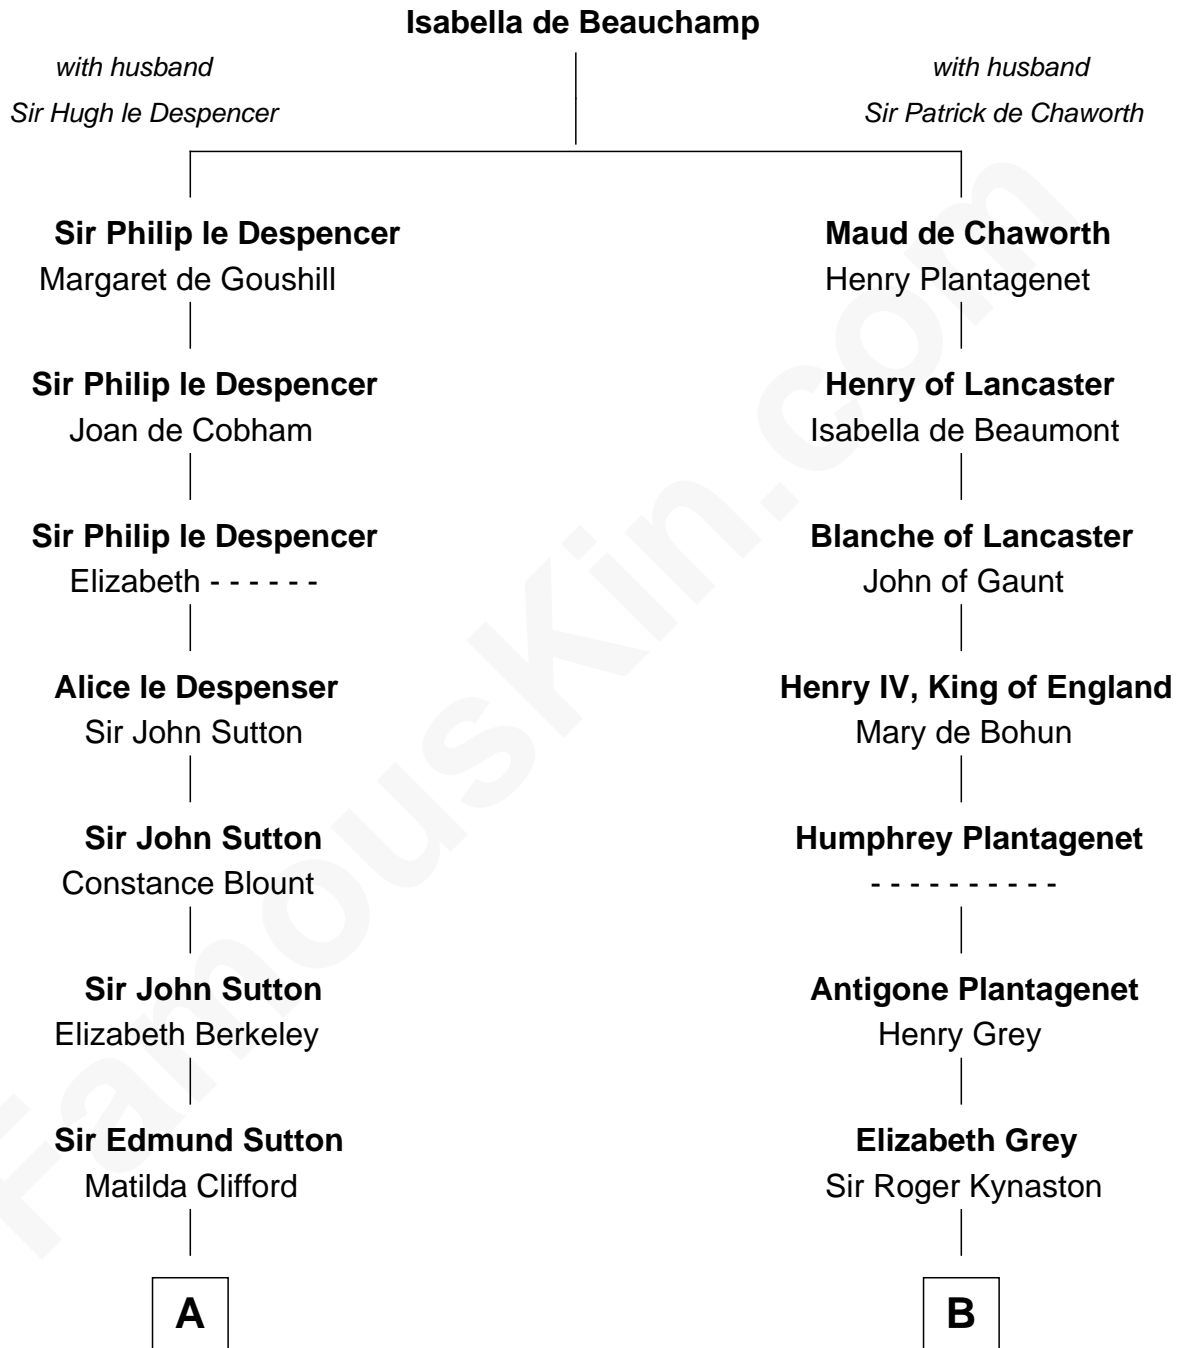 Isabella de Beauchamp
with husband
Sir Hugh le Despencer
with husband
Sir Patrick de Chaworth
Sir Philip le Despencer
Margaret de Goushill
Maud de Chaworth
Henry Plantagenet
Sir Philip le Despencer
Joan de Cobham
Henry of Lancaster
Isabella de Beaumont
Sir Philip le Despencer
Elizabeth - - - - - -
Blanche of Lancaster
John of Gaunt
Alice le Despenser
Sir John Sutton
Henry IV, King of England
Mary de Bohun
Sir John Sutton
Constance Blount
Humphrey Plantagenet
- - - - - - - - - -
Sir John Sutton
Elizabeth Berkeley
Antigone Plantagenet
Henry Grey
Sir Edmund Sutton
Matilda Clifford
Elizabeth Grey
Sir Roger Kynaston
A
B
FamousKin.com